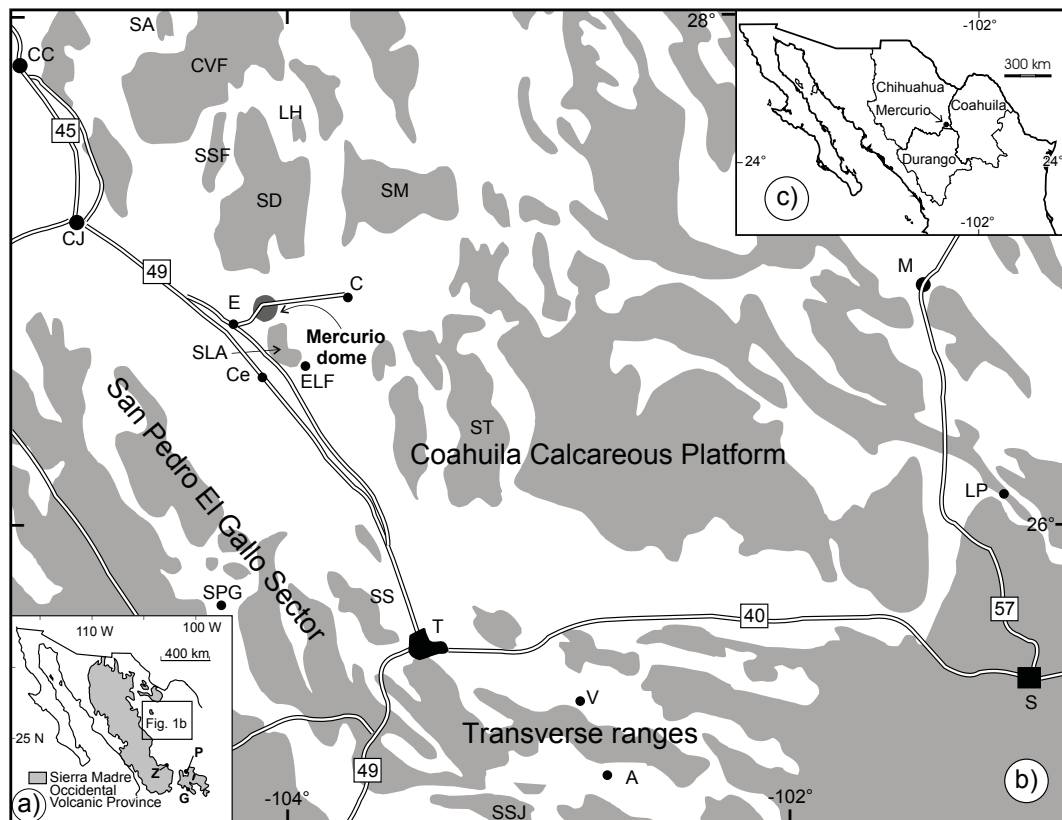 SA
28°
-102°
CC
CVF
300 km
Chihuahua
Coahuila
Mercurio
LH
45
SSF
24°
Durango
24°
SM
SD
c)
-102°
CJ
49
M
E
C
Mercurio
dome
SLA
Ce
ELF
San Pedro El Gallo Sector
ST
Coahuila Calcareous Platform
LP
26°
SPG
SS
T
40
57
110 W
100 W
400 km
Fig. 1b
25 N
V
S
Transverse ranges
P
Z
Sierra Madre
Occidental
Volcanic Province
G
49
A
a)
-104°
SSJ
-102°
b)